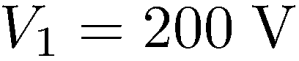 V₁ = 200 V